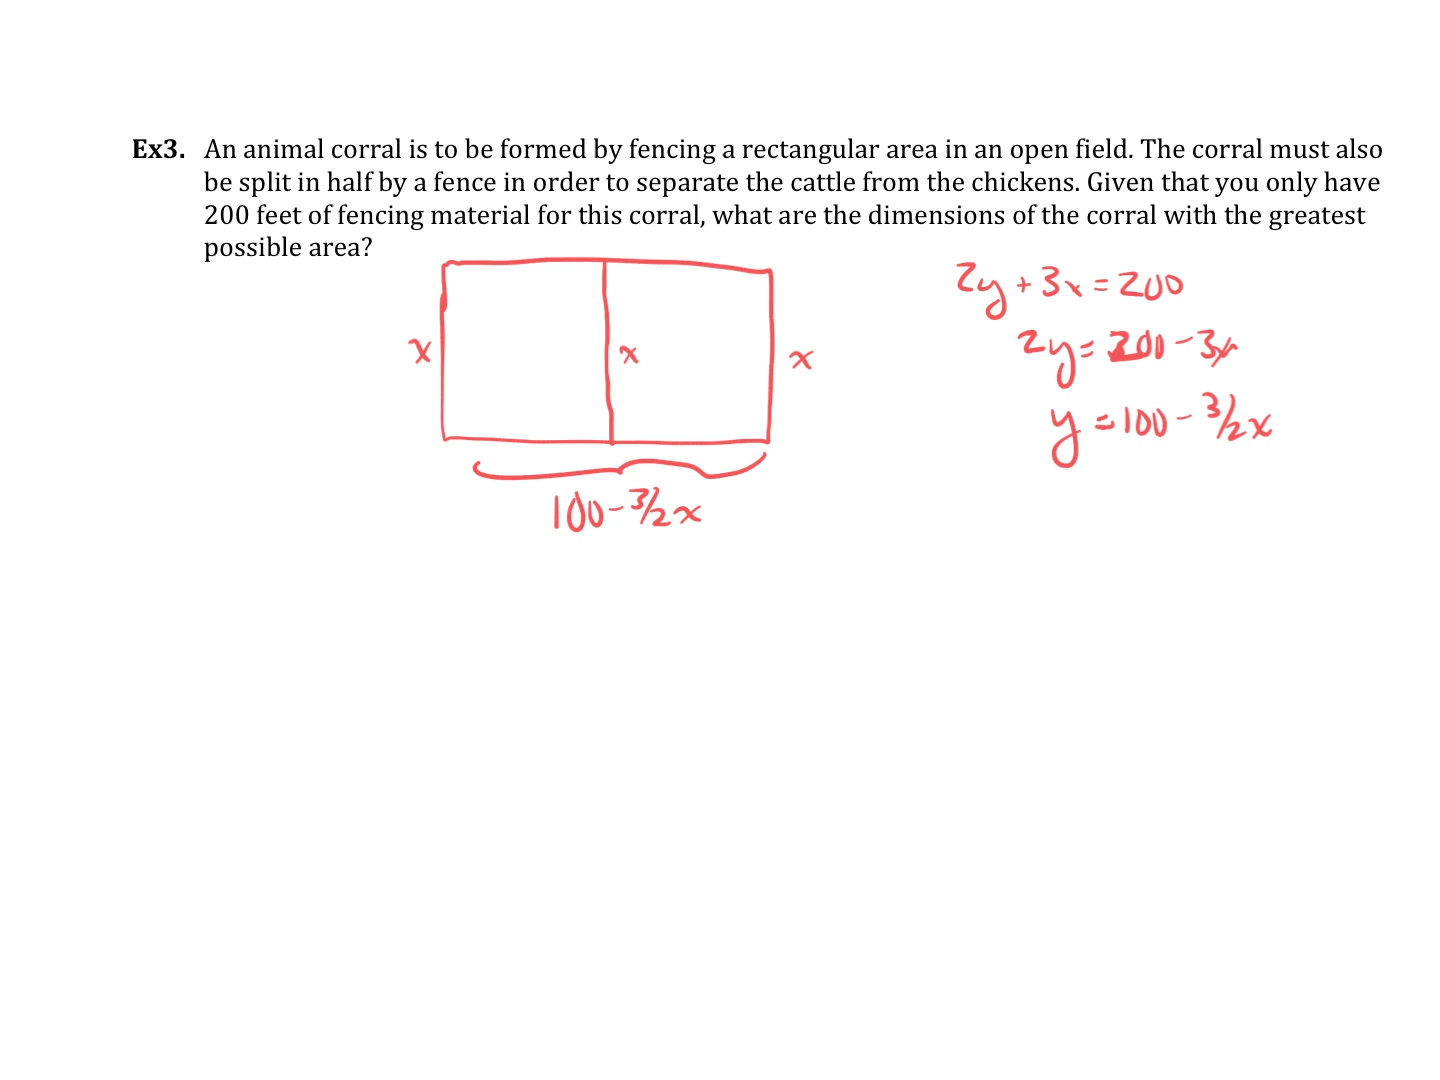 Ex3. An animal corral is to be formed by fencing a rectangular area in an open field. The corral must also
be split in half by a fence in order to separate the cattle from the chickens. Given that you only have
200 feet of fencing material for this corral, what are the dimensions of the corral with the greatest
possible area?
2y + 3x = 200
2y = 200 - 3x
y = 100 - 3/2x
x x x
100 - 3/2x